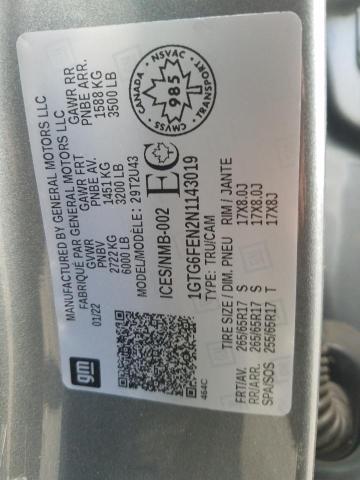 MANUFACTURED BY GENERAL MOTORS LLC
FABRIQUÉ PAR GENERAL MOTORS LLC
01/22
GVWR
PNBV
2722 KG
6000 LB
GAWR FRT
PNBE AV.
1451 KG
3200 LB
GAWR RR.
PNBE ARR.
1588 KG
3500 LB
MODEL/MODÈLE: 29T2U43
ICES/NMB-002
EC
CANADA NSVAC
985
CMVSS TRANSPORT
1GTG6FEN2N1143019
TYPE: TRU/CAM
TIRE SIZE / DIM. PNEU RIM / JANTE
FRT/AV. 265/65R17 S 17X8.0J
RR/ARR. 265/65R17 S 17X8.0J
SPA/SOS 255/65R17 T 17X8J
gm
464C